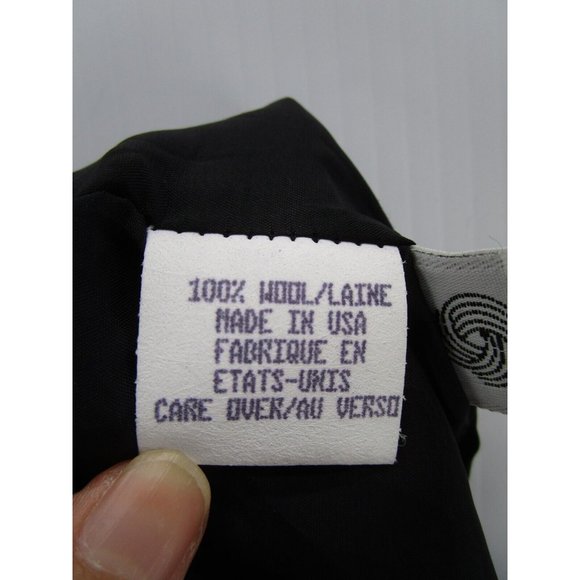 100% WOOL/LAINE
MADE IN USA
FABRIQUE EN
ETATS-UNIS
CARE OVER/AU VERSO